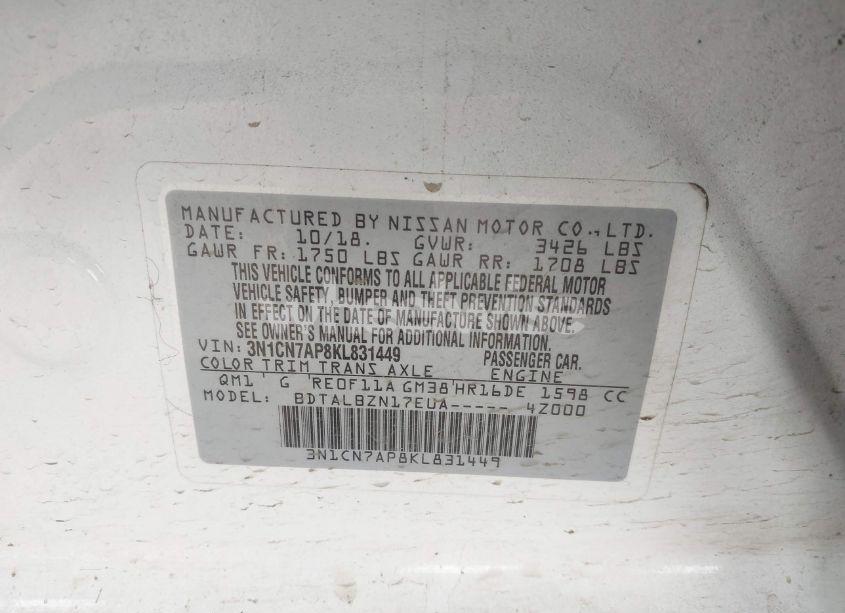 MANUFACTURED BY NISSAN MOTOR CO., LTD.
DATE: 10/18. GVWR: 3426 LBS
GAWR FR: 1750 LBS GAWR RR: 1708 LBS
THIS VEHICLE CONFORMS TO ALL APPLICABLE FEDERAL MOTOR
VEHICLE SAFETY, BUMPER AND THEFT PREVENTION STANDARDS
IN EFFECT ON THE DATE OF MANUFACTURE SHOWN ABOVE.
SEE OWNER'S MANUAL FOR ADDITIONAL INFORMATION.
VIN: 3N1CN7AP8KL831449 PASSENGER CAR.
COLOR TRIM TRANS AXLE ENGINE
QM1 ' G 'RE0F11A GM38'HR16DE 1598 CC
MODEL: BDTALBZN17EUA----- 4Z000
3N1CN7AP8KL831449